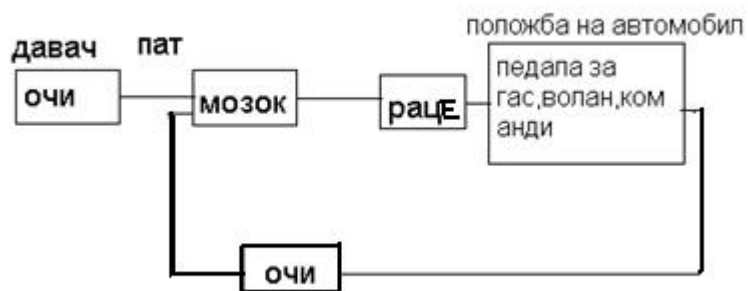 положба на автомобил
давач
пат
очи
мозок
рацЕ
педала за
гас,волан,ком
анди
очи